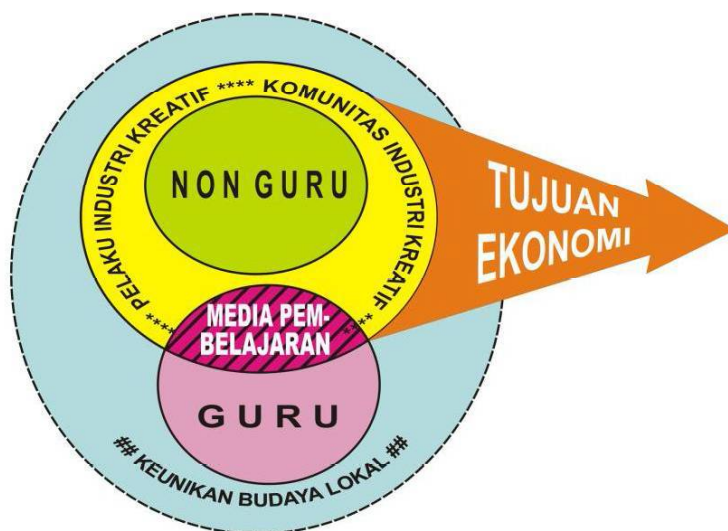 **** PELAKU INDUSTRI KREATIF **** KOMUNITAS INDUSTRI KREATIF ****
NON GURU
TUJUAN
EKONOMI
MEDIA PEM-
BELAJARAN
GURU
## KEUNIKAN BUDAYA LOKAL ##